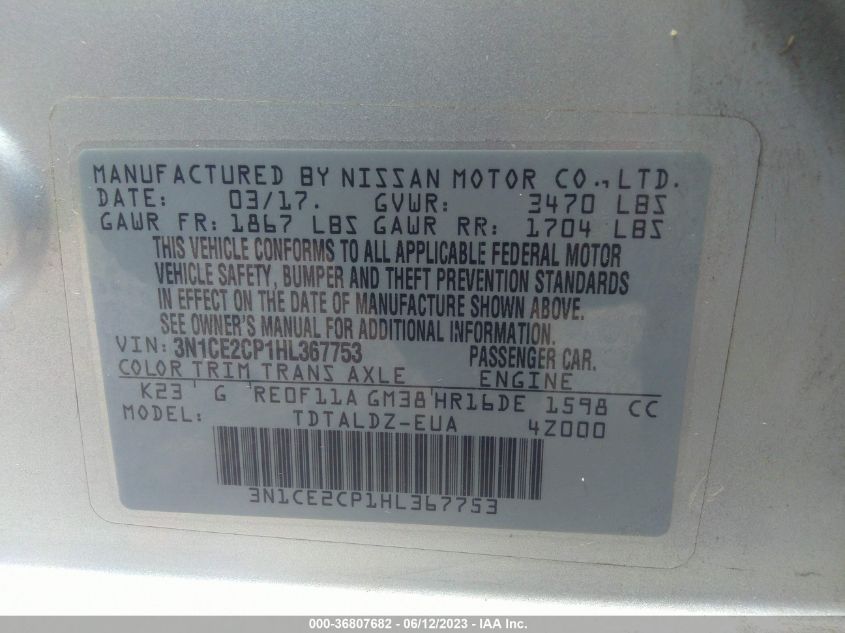 MANUFACTURED BY NISSAN MOTOR CO., LTD.
DATE: 03/17. GVWR: 3470 LBS
GAWR FR: 1867 LBS GAWR RR: 1704 LBS
THIS VEHICLE CONFORMS TO ALL APPLICABLE FEDERAL MOTOR
VEHICLE SAFETY, BUMPER AND THEFT PREVENTION STANDARDS
IN EFFECT ON THE DATE OF MANUFACTURE SHOWN ABOVE.
SEE OWNER'S MANUAL FOR ADDITIONAL INFORMATION.
VIN: 3N1CE2CP1HL367753 PASSENGER CAR.
COLOR TRIM TRANS AXLE ENGINE
K23 G RE0F11A GM38 HR16DE 1598 CC
MODEL: TDTALDZ-EUA 4Z000
3N1CE2CP1HL367753
000-36807682 - 06/12/2023 - IAA Inc.